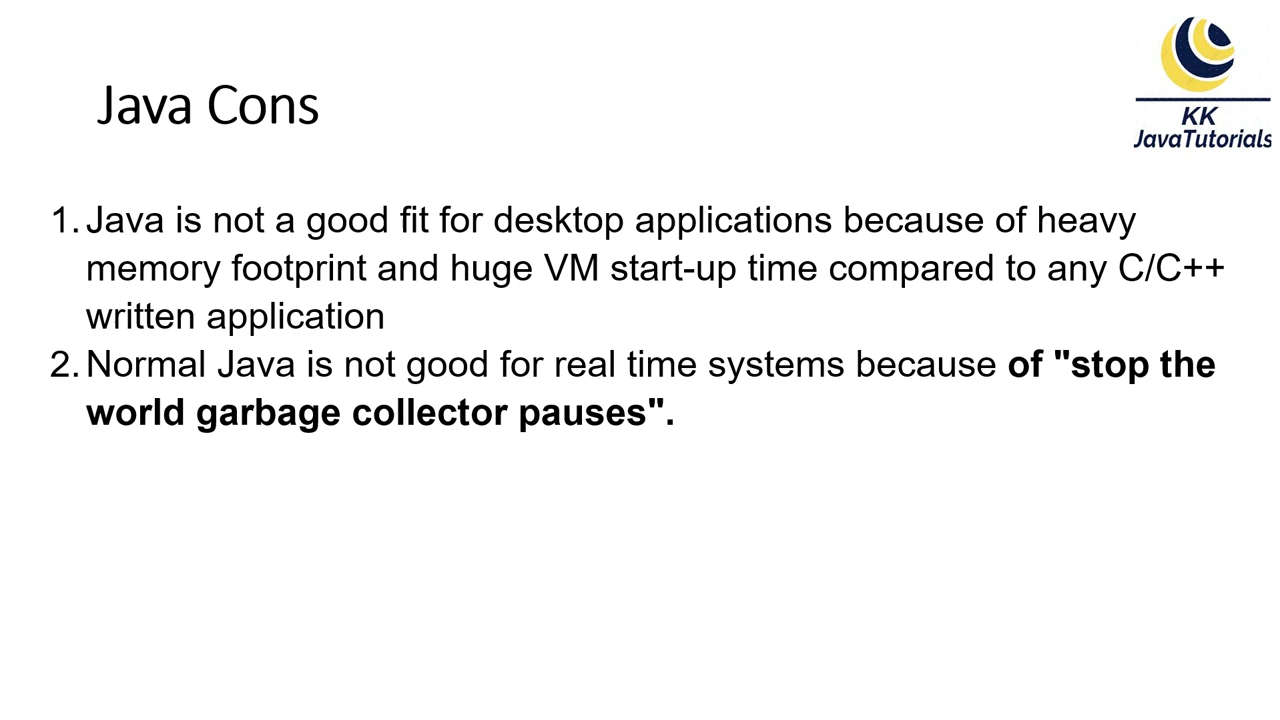 Java Cons
KK
JavaTutorials
1. Java is not a good fit for desktop applications because of heavy
memory footprint and huge VM start-up time compared to any C/C++
written application
2. Normal Java is not good for real time systems because of "stop the
world garbage collector pauses".